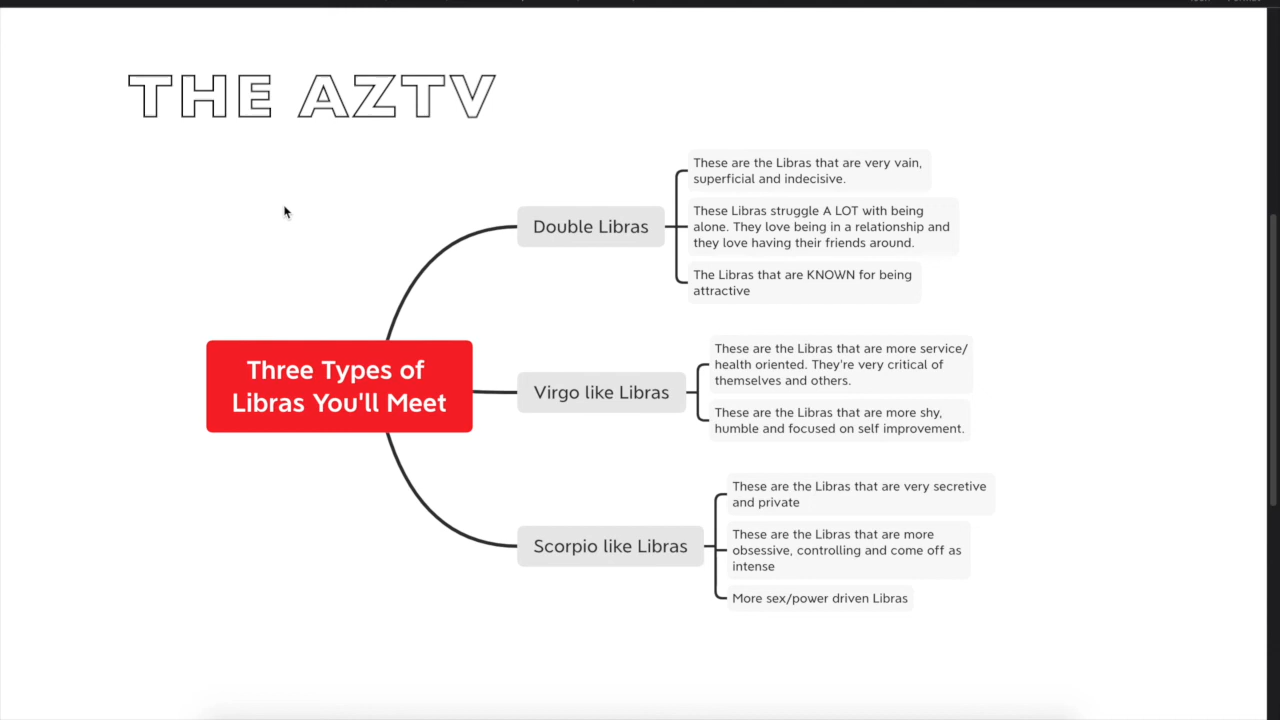 THE AZTV
These are the Libras that are very vain,
superficial and indecisive.
Double Libras
These Libras struggle A LOT with being
alone. They love being in a relationship and
they love having their friends around.
The Libras that are KNOWN for being
attractive
Three Types of
Libras You'll Meet
Virgo like Libras
These are the Libras that are more service/
health oriented. They're very critical of
themselves and others.
These are the Libras that are more shy,
humble and focused on self improvement.
Scorpio like Libras
These are the Libras that are very secretive
and private
These are the Libras that are more
obsessive, controlling and come off as
intense
More sex/power driven Libras